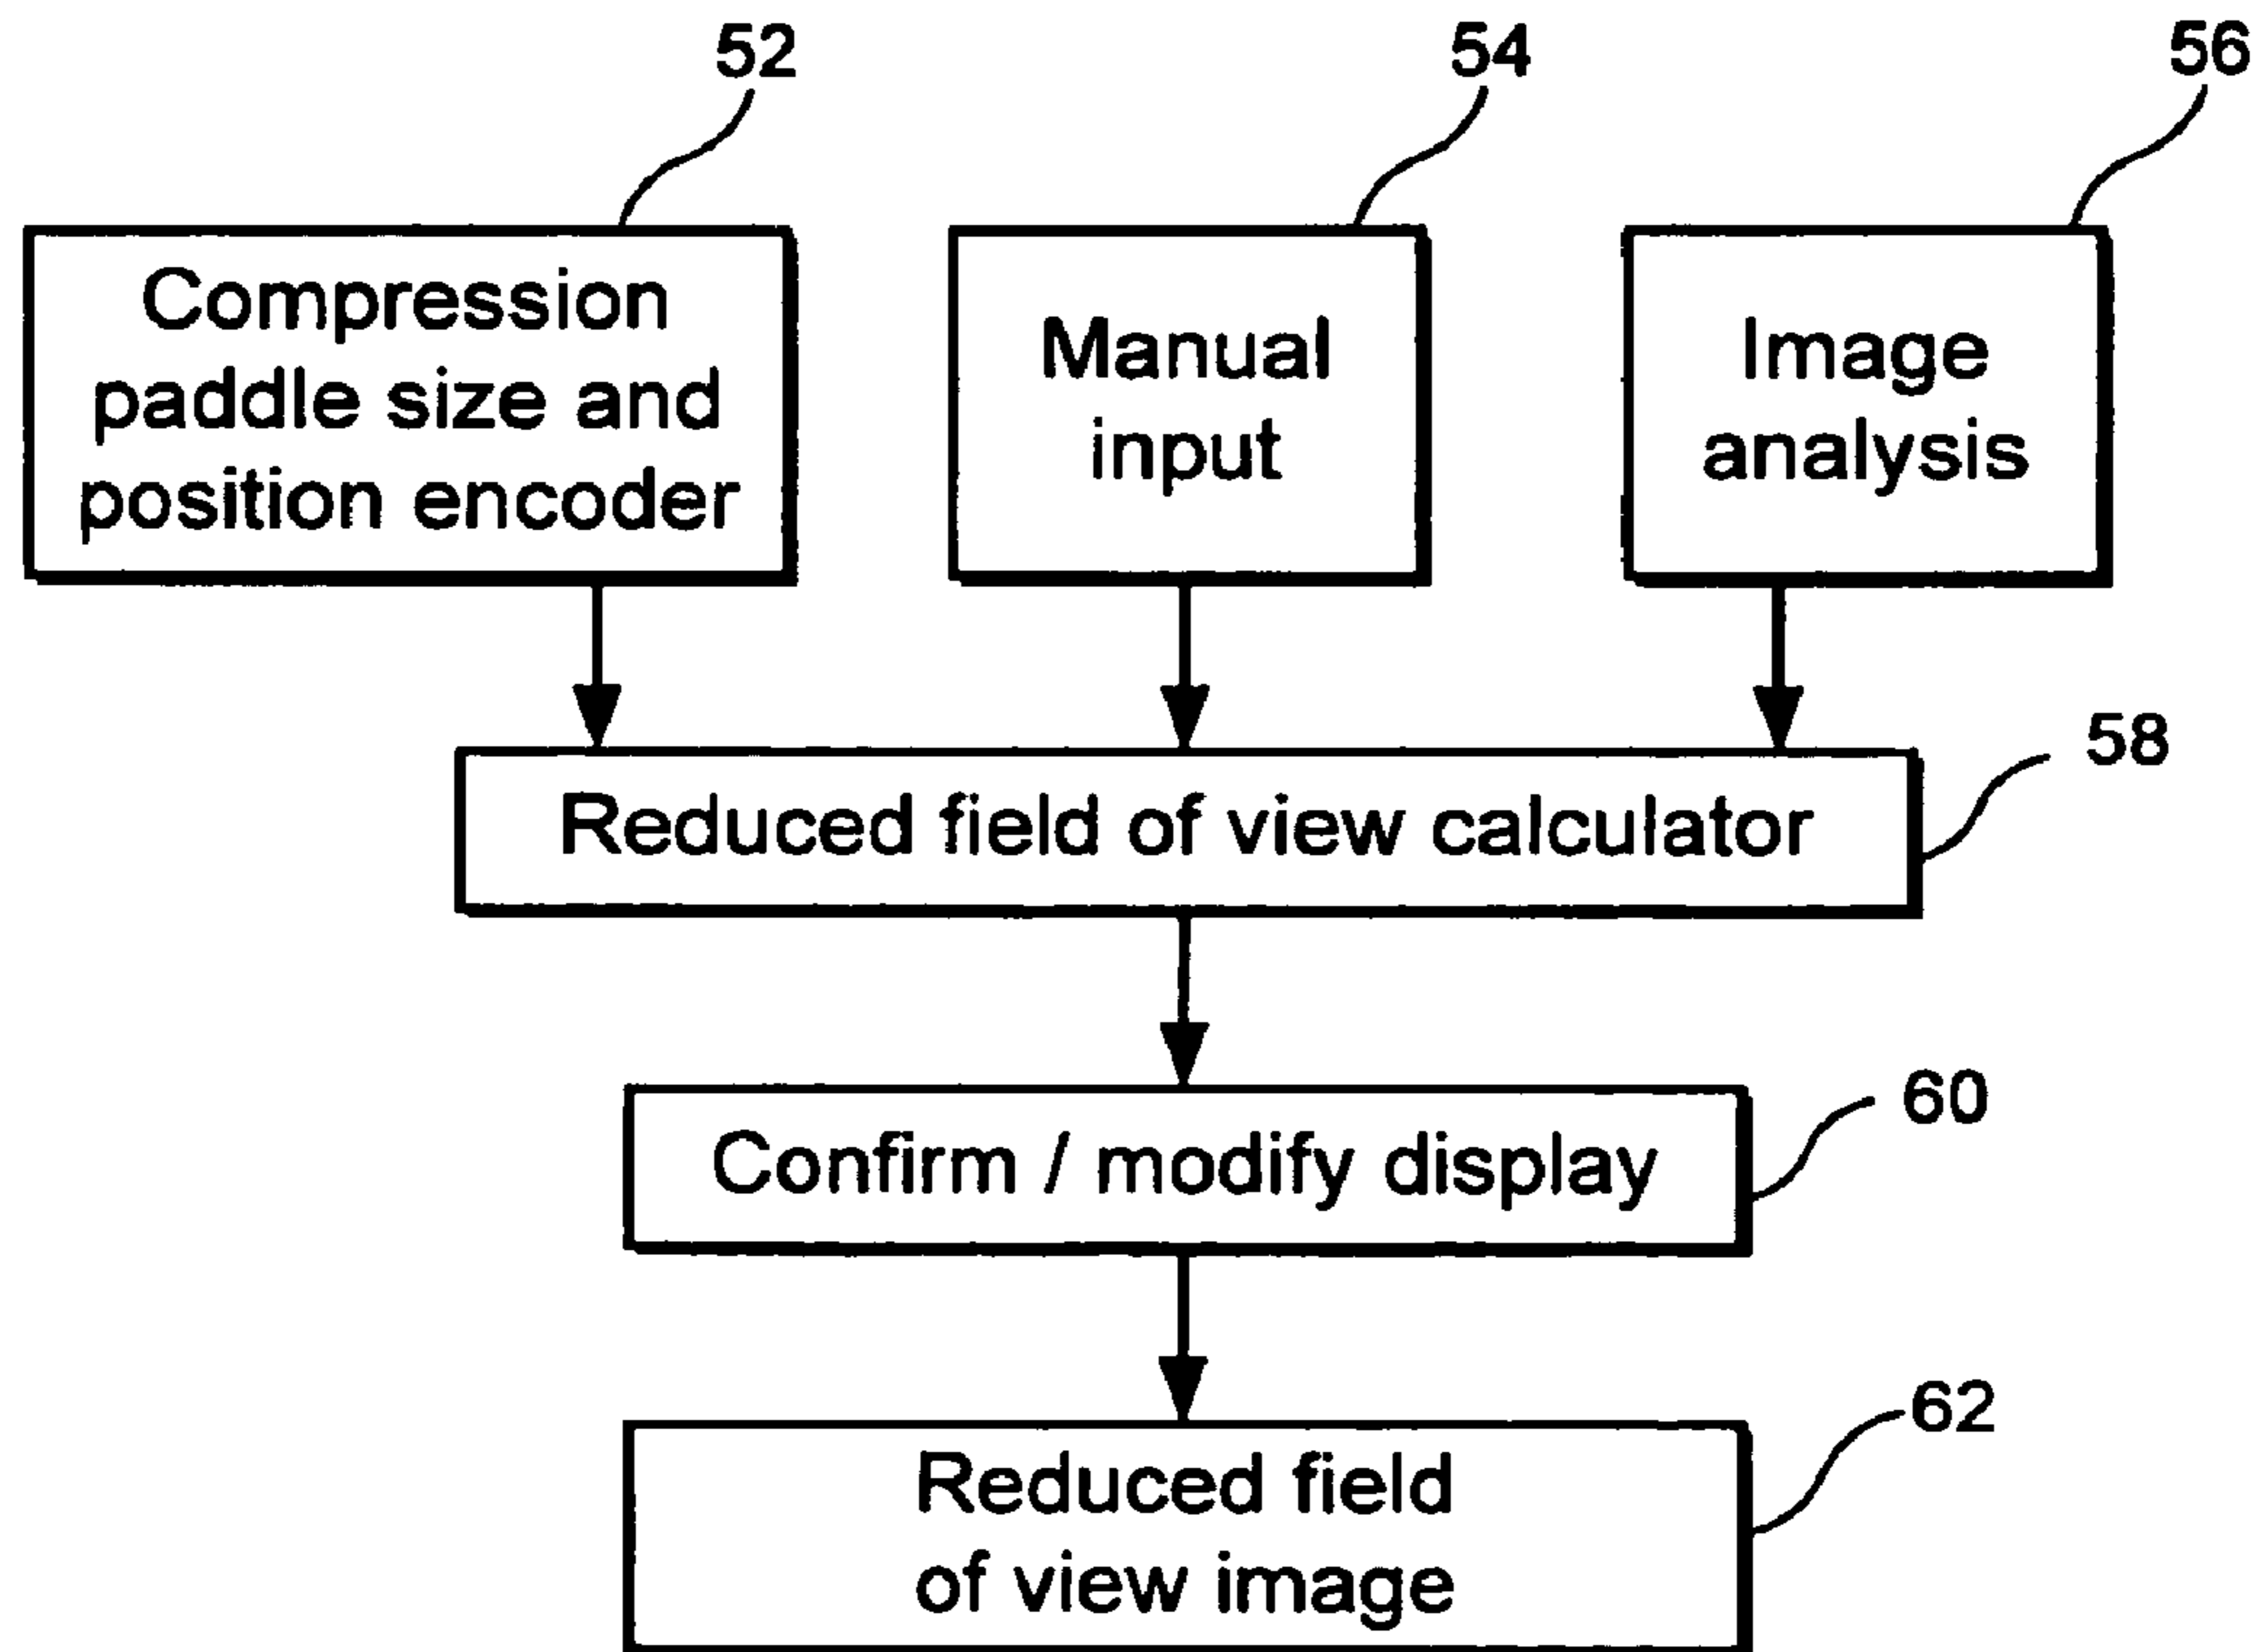 52
54
56
Compression
paddle size and
position encoder
Manual
input
Image
analysis
Reduced field of view calculator
58
Confirm / modify display
60
Reduced field
of view image
62